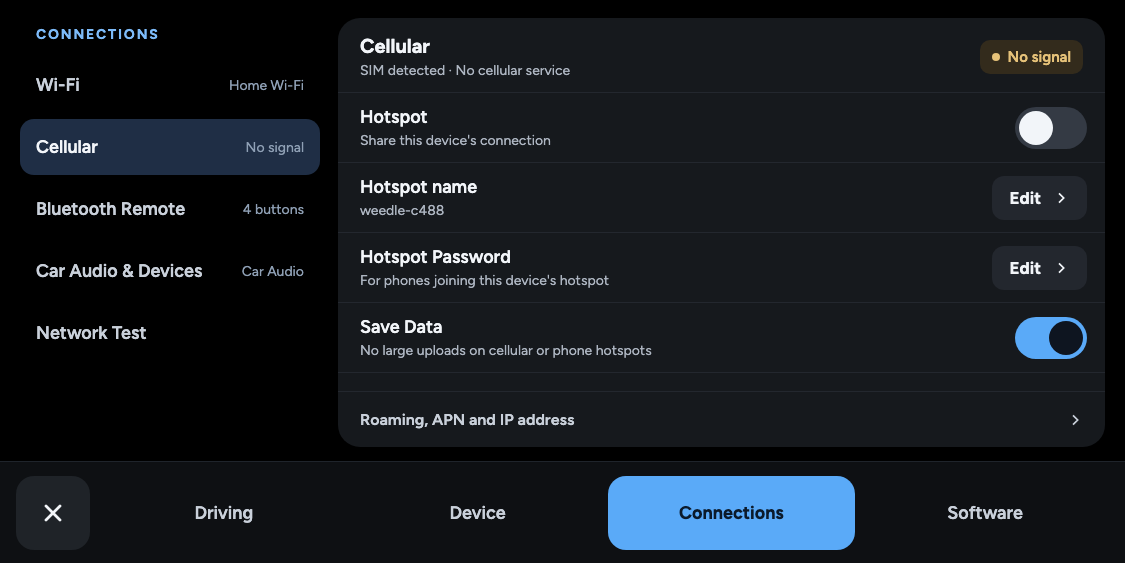 CONNECTIONS
Wi-Fi
Home Wi-Fi
Cellular
No signal
Bluetooth Remote
4 buttons
Car Audio & Devices
Car Audio
Network Test
Cellular
SIM detected · No cellular service
No signal
Hotspot
Share this device's connection
Hotspot name
weedle-c488
Edit
Hotspot Password
For phones joining this device's hotspot
Edit
Save Data
No large uploads on cellular or phone hotspots
Roaming, APN and IP address
Driving
Device
Connections
Software